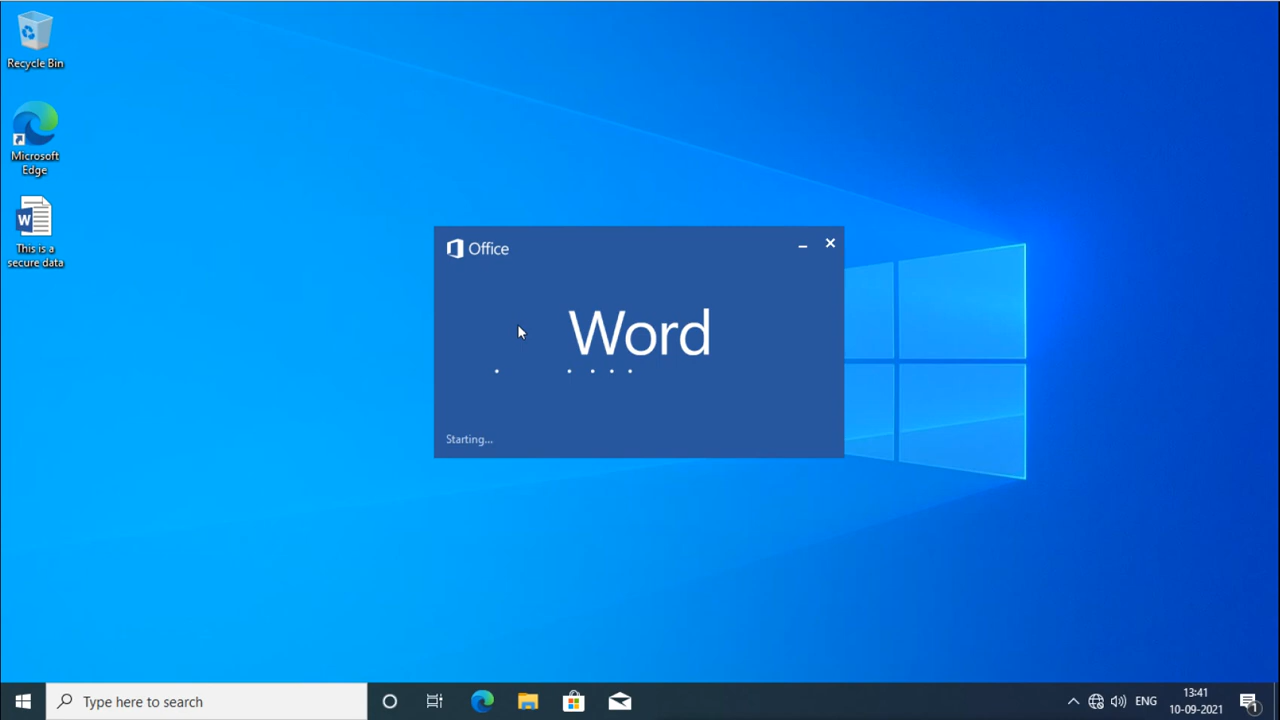 Recycle Bin
Microsoft
Edge
W
This is a
secure data
Office
Word
Starting...
Type here to search
ENG
13:41
10-09-2021
1